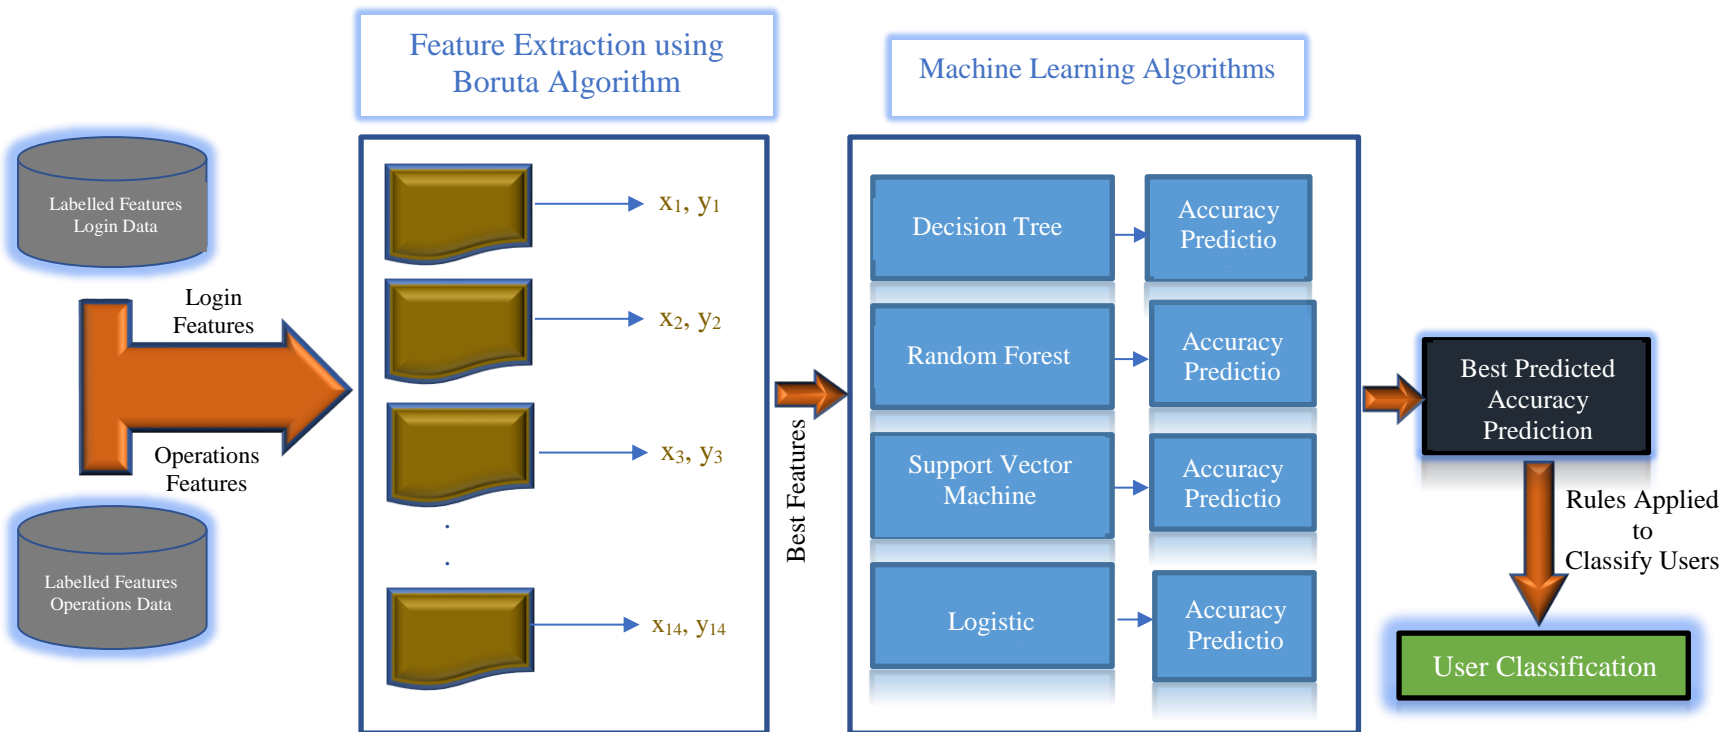 Feature Extraction using
Boruta Algorithm
Machine Learning Algorithms
Labelled Features
Login Data
Login
Features
Operations
Features
Labelled Features
Operations Data
x1, y1
x2, y2
x3, y3
.
.
x14, y14
Best Features
Decision Tree
Accuracy
Predictio
Random Forest
Accuracy
Predictio
Support Vector
Machine
Accuracy
Predictio
Logistic
Accuracy
Predictio
Best Predicted
Accuracy
Prediction
Rules Applied
to
Classify Users
User Classification